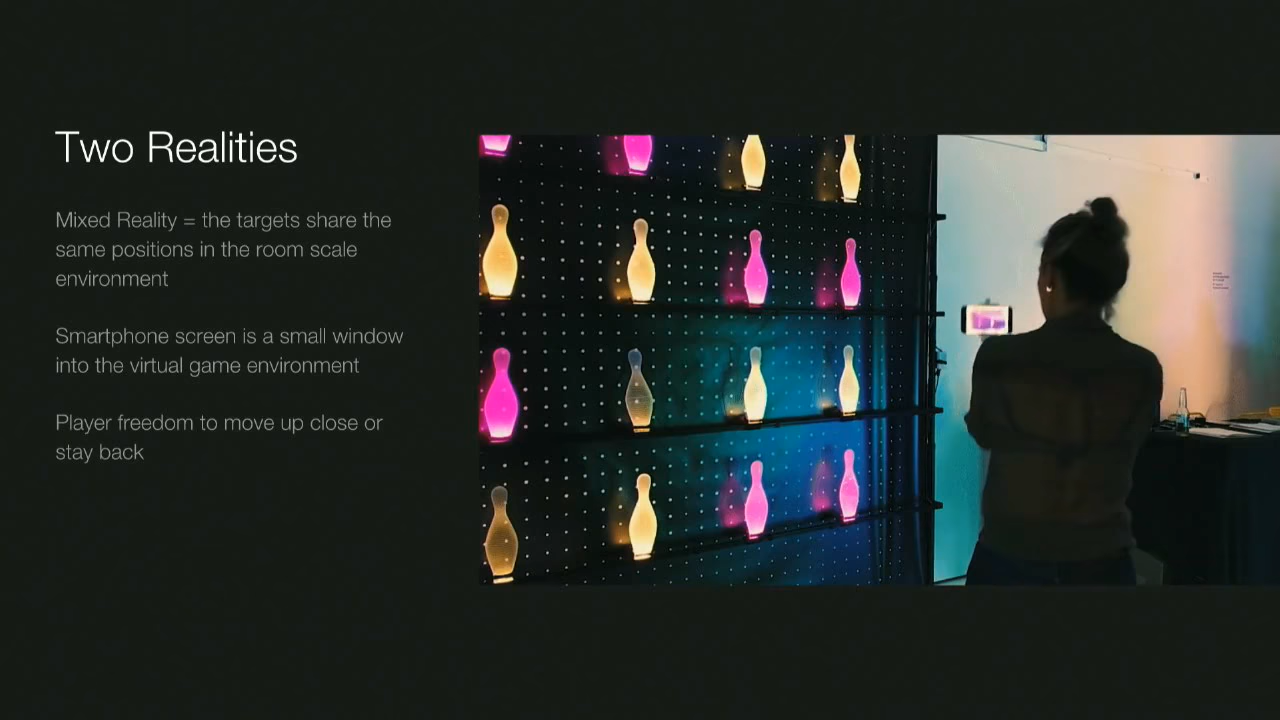 Two Realities
Mixed Reality = the targets share the
same positions in the room scale
environment
Smartphone screen is a small window
into the virtual game environment
Player freedom to move up close or
stay back